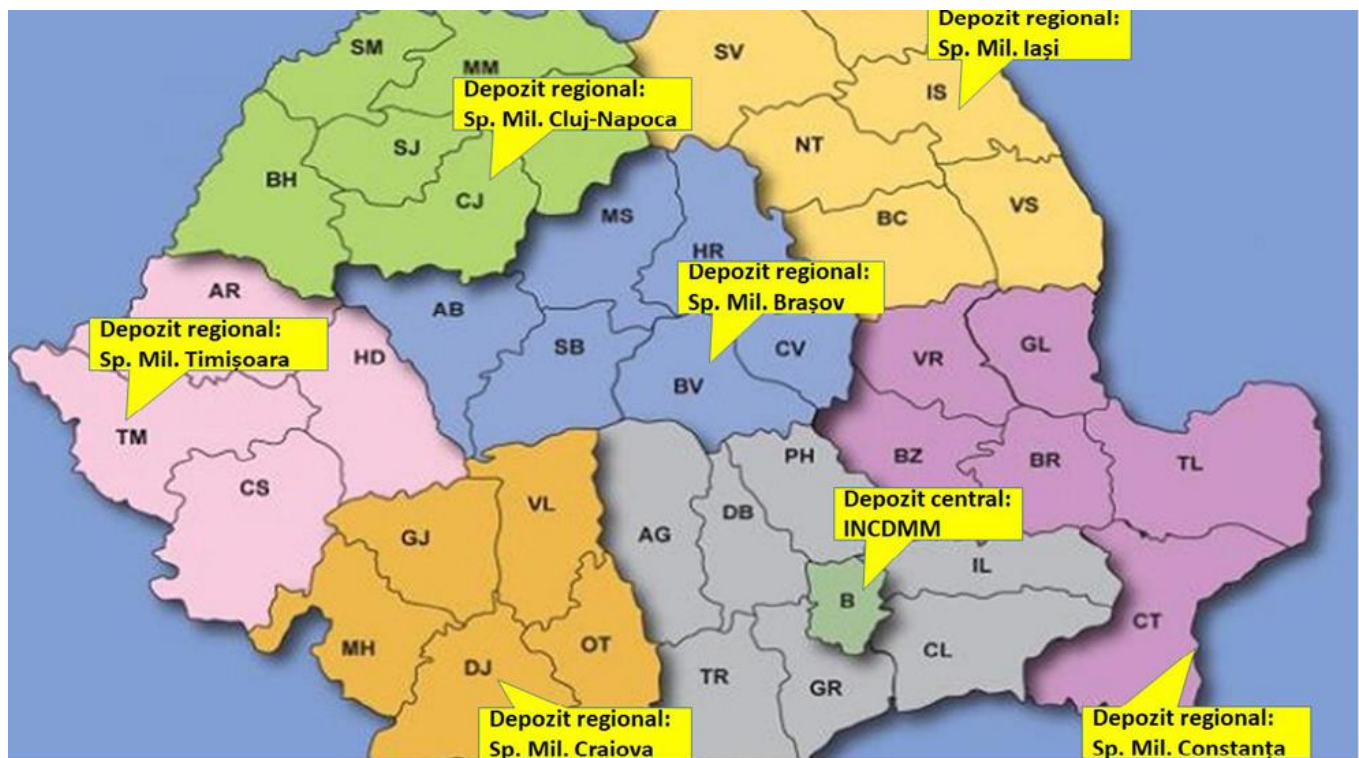 Depozit regional:
Sp. Mil. Iași
SM
MM
SV
Depozit regional:
Sp. Mil. Cluj-Napoca
IS
SJ
NT
BH
CJ
MS
BC
VS
HR
Depozit regional:
Sp. Mil. Brașov
AR
AB
Depozit regional:
Sp. Mil. Timișoara
HD
SB
CV
VR
GL
BV
TM
PH
BZ
BR
TL
CS
VL
DB
Depozit central:
INCDMM
GJ
AG
IL
B
CT
MH
OT
CL
DJ
TR
GR
Depozit regional:
Sp. Mil. Craiova
Depozit regional:
Sp. Mil. Constanța